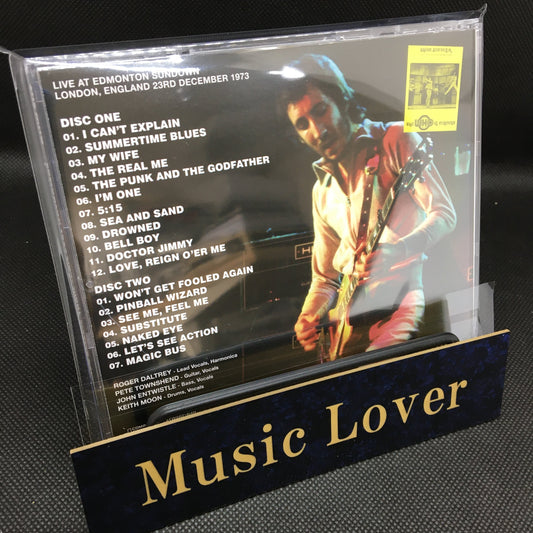 LIVE AT EDMONTON SUNDOWN
LONDON, ENGLAND 23RD DECEMBER 1973
DISC ONE
01. I CAN'T EXPLAIN
02. SUMMERTIME BLUES
03. MY WIFE
04. THE REAL ME
05. THE PUNK AND THE GODFATHER
06. I'M ONE
07. 5:15
08. SEA AND SAND
09. DROWNED
10. BELL BOY
11. DOCTOR JIMMY
12. LOVE, REIGN O'ER ME
DISC TWO
01. WON'T GET FOOLED AGAIN
02. PINBALL WIZARD
03. SEE ME, FEEL ME
04. SUBSTITUTE
05. NAKED EYE
06. LET'S SEE ACTION
07. MAGIC BUS
ROGER DALTREY - Lead Vocals, Harmonica
PETE TOWNSHEND - Guitar, Vocals
JOHN ENTWISTLE - Bass, Vocals
KEITH MOON - Drums, Vocals
Music Lover